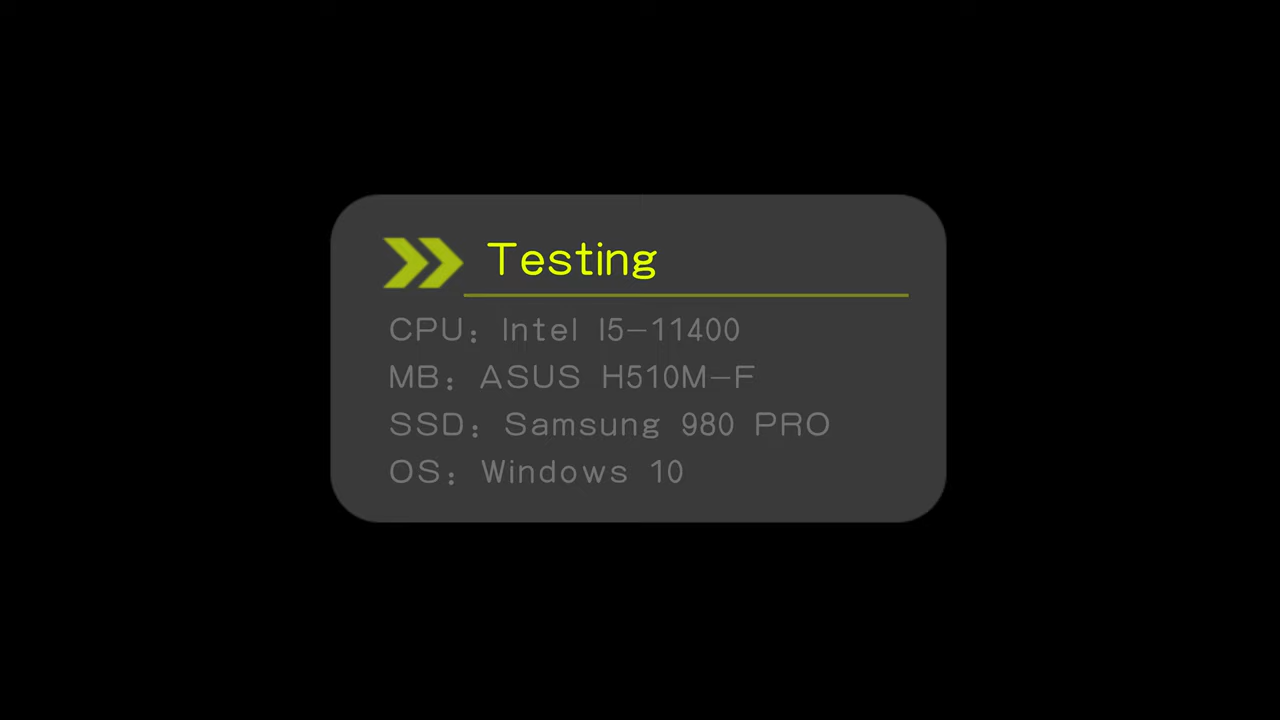 Testing
CPU：Intel I5-11400
MB：ASUS H510M-F
SSD：Samsung 980 PRO
OS：Windows 10